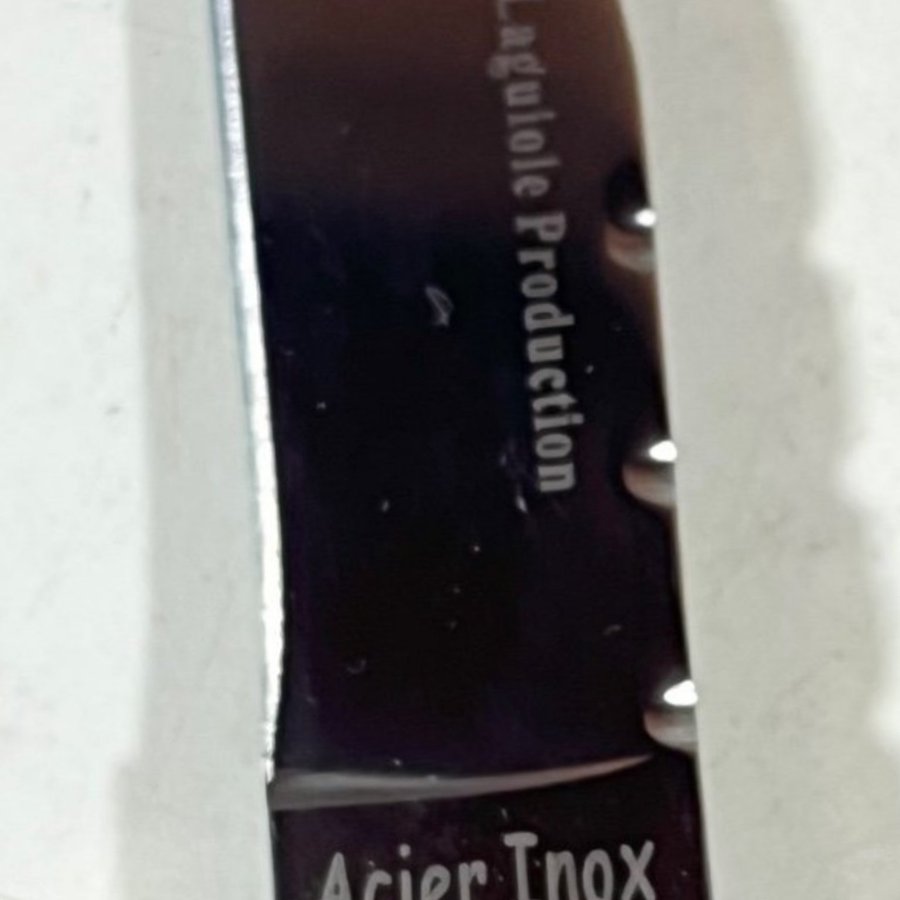 Laguiole Production
Acier Inox